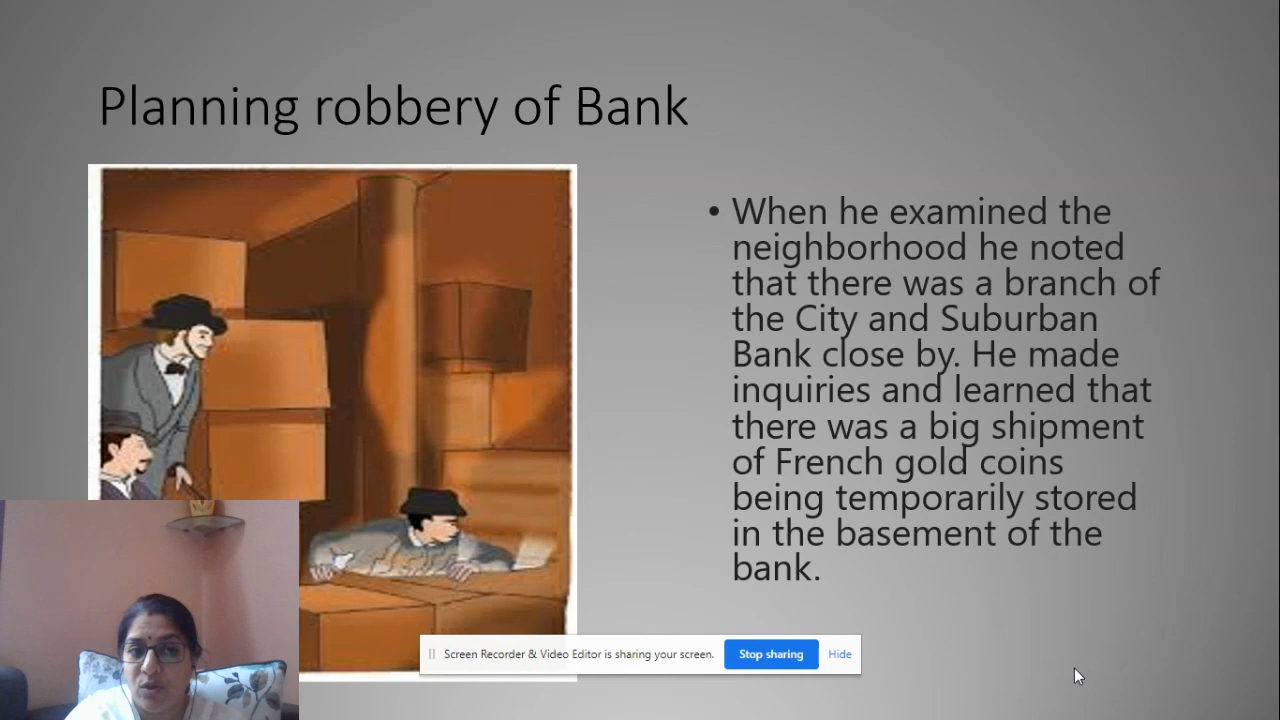 Planning robbery of Bank
• When he examined the
neighborhood he noted
that there was a branch of
the City and Suburban
Bank close by. He made
inquiries and learned that
there was a big shipment
of French gold coins
being temporarily stored
in the basement of the
bank.
Screen Recorder & Video Editor is sharing your screen. Stop sharing Hide